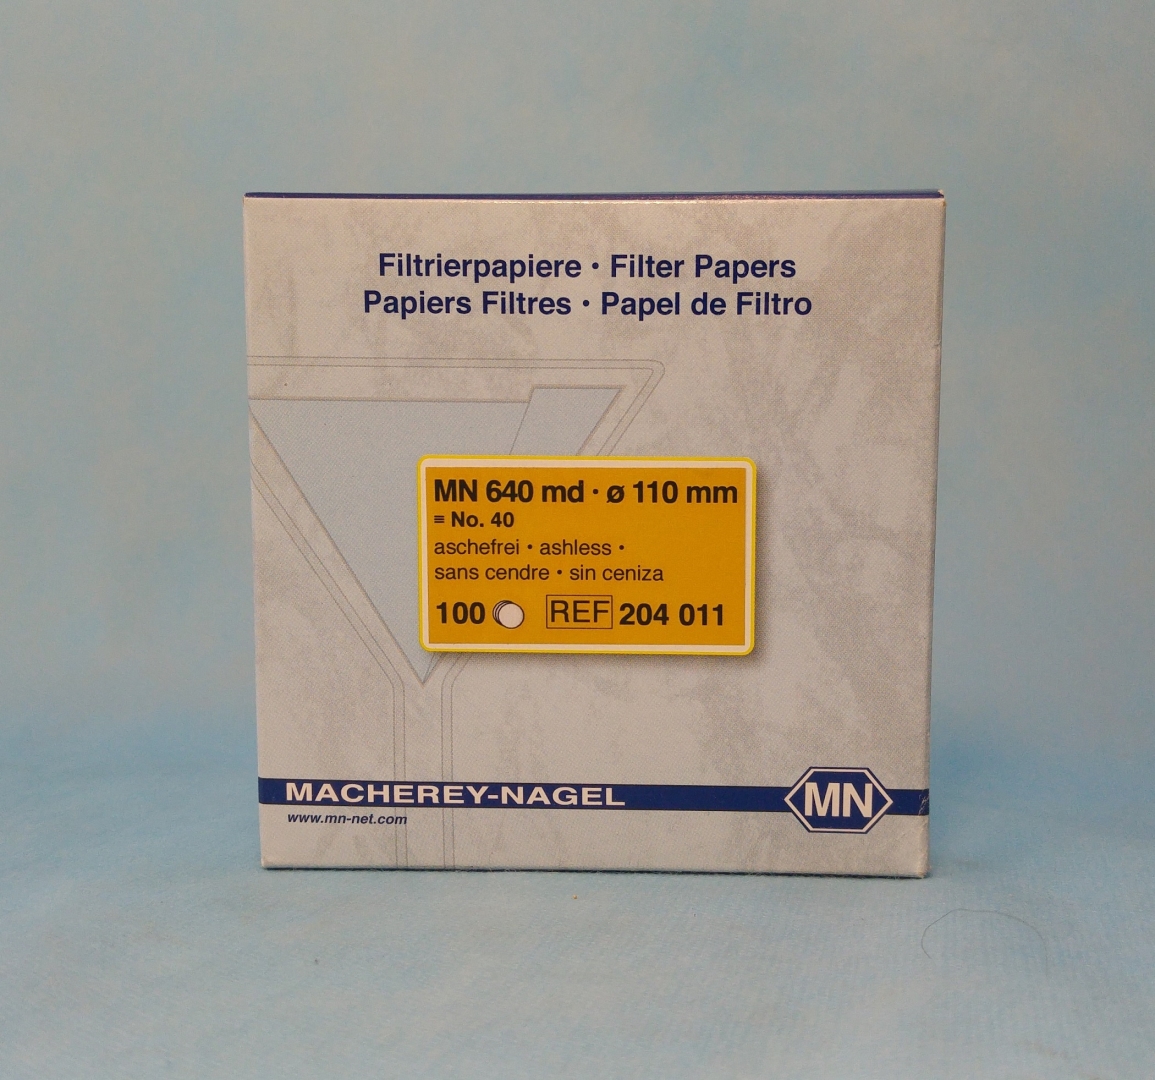 Filtrierpapiere · Filter Papers
Papiers Filtres · Papel de Filtro
MN 640 md · ø 110 mm
≡ No. 40
aschefrei · ashless ·
sans cendre · sin ceniza
100 REF 204 011
MACHEREY-NAGEL
MN
www.mn-net.com